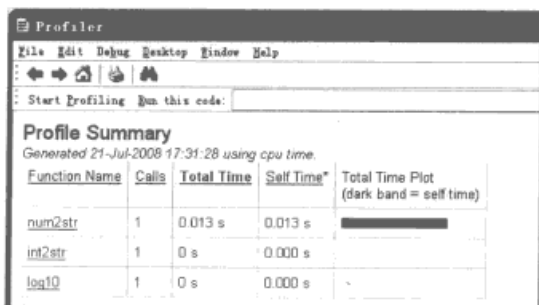 Profiler
File Edit Debug Desktop Window Help
Start Profiling Run this code:
Profile Summary
Generated 21-Jul-2008 17:31:28 using cpu time.
Function Name Calls Total Time Self Time* Total Time Plot
(dark band = self time)
num2str 1 0.013 s 0.013 s
int2str 1 0 s 0.000 s
log10 1 0 s 0.000 s